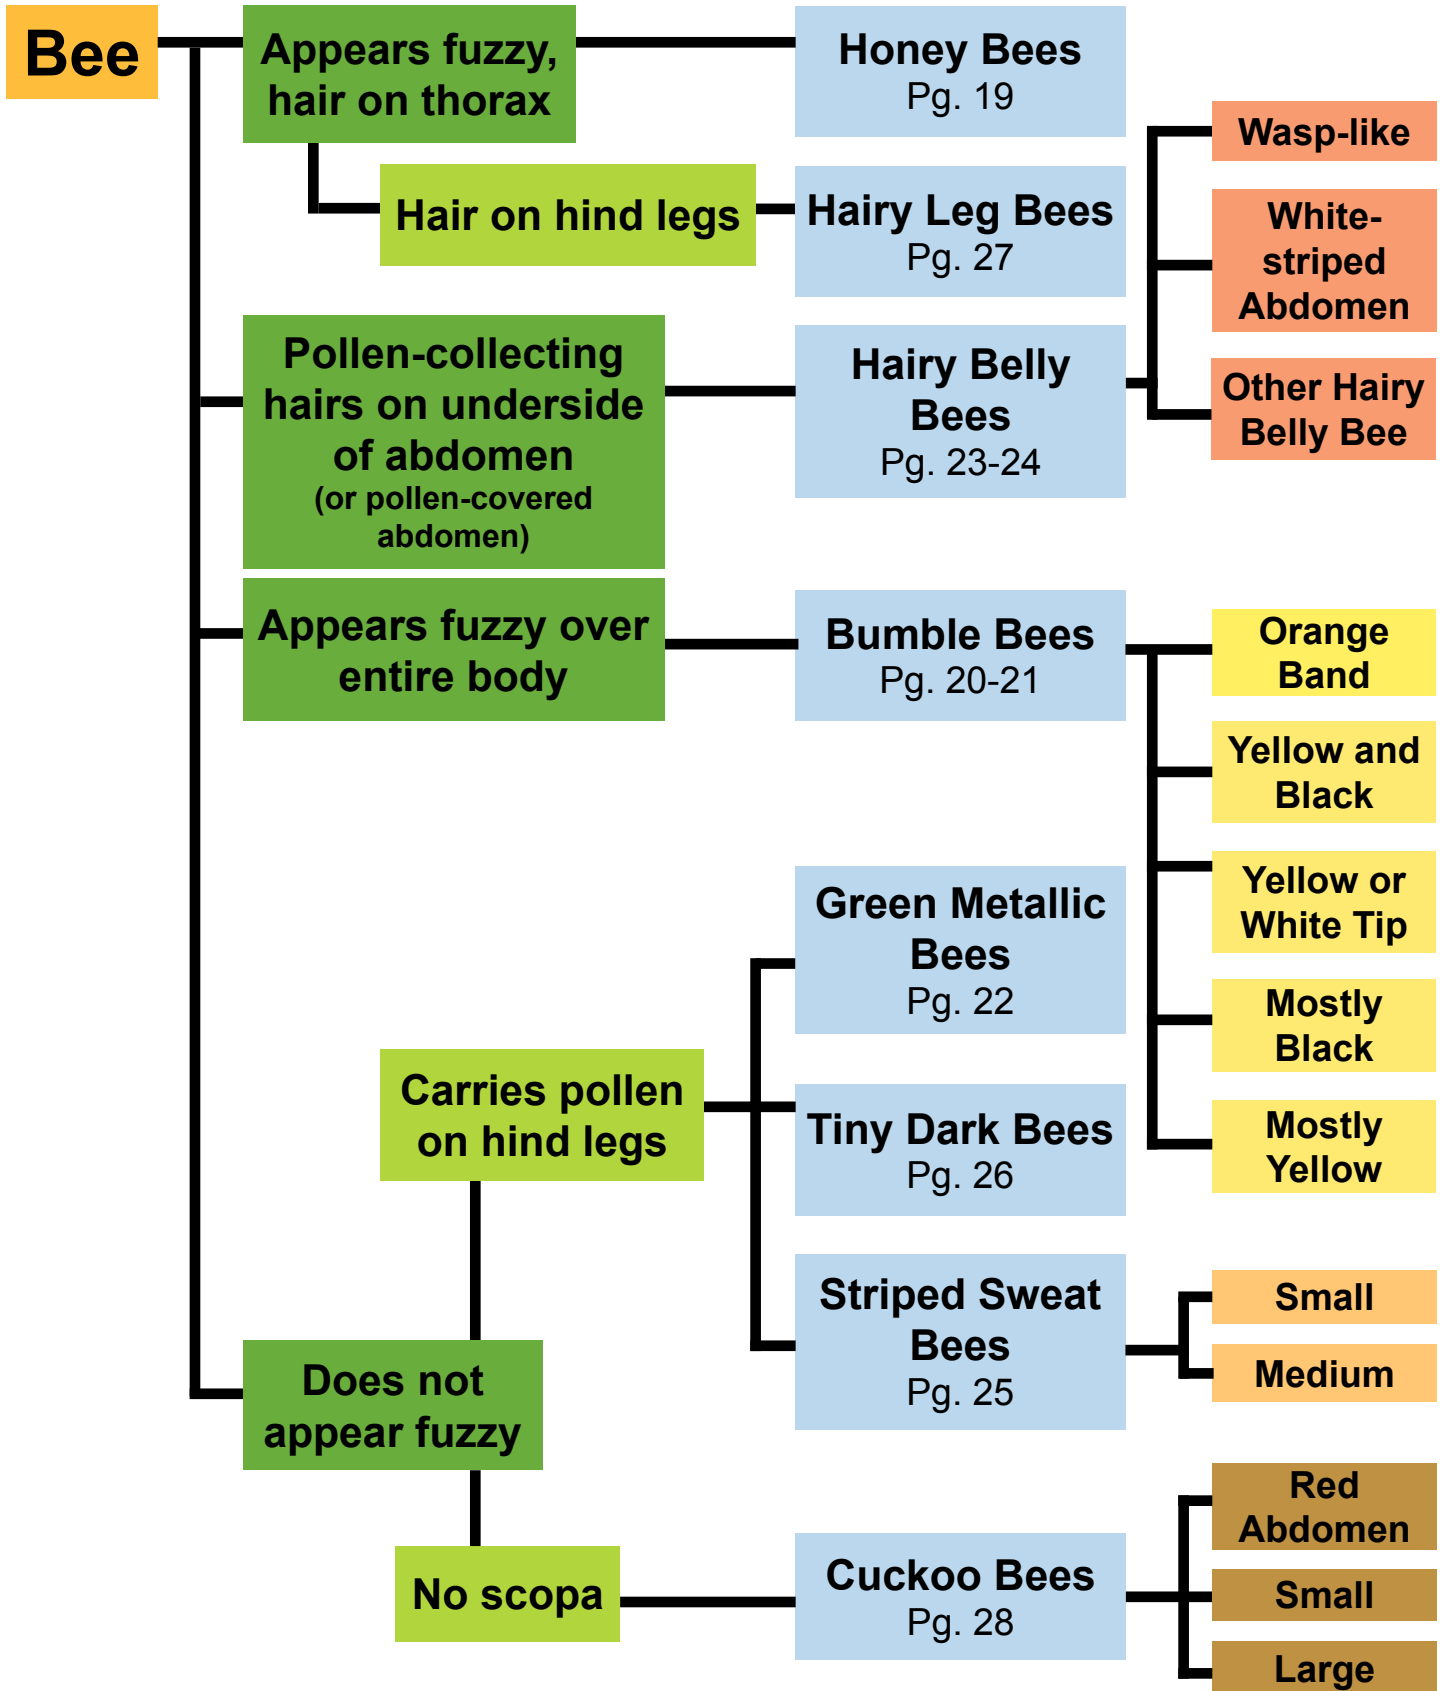 Bee
Appears fuzzy,
hair on thorax
Honey Bees
Pg. 19
Hair on hind legs
Hairy Leg Bees
Pg. 27
Pollen-collecting
hairs on underside
of abdomen
(or pollen-covered
abdomen)
Hairy Belly
Bees
Pg. 23-24
Wasp-like
White-
striped
Abdomen
Other Hairy
Belly Bee
Appears fuzzy over
entire body
Bumble Bees
Pg. 20-21
Orange
Band
Yellow and
Black
Yellow or
White Tip
Mostly
Black
Mostly
Yellow
Does not
appear fuzzy
Carries pollen
on hind legs
Green Metallic
Bees
Pg. 22
Tiny Dark Bees
Pg. 26
Striped Sweat
Bees
Pg. 25
Small
Medium
No scopa
Cuckoo Bees
Pg. 28
Red
Abdomen
Small
Large